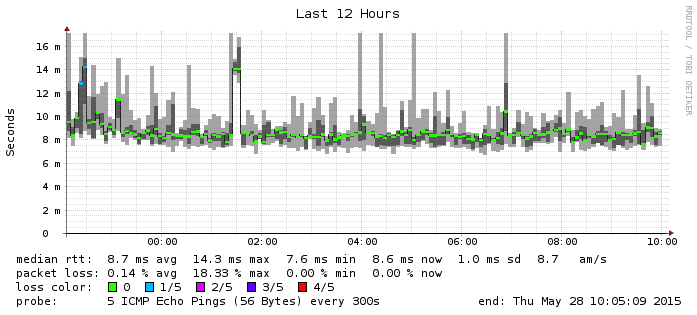 Last 12 Hours
RRDTOOL / TOBI OETIKER
Seconds
16 m
14 m
12 m
10 m
8 m
6 m
4 m
2 m
0
00:00 02:00 04:00 06:00 08:00 10:00
median rtt: 8.7 ms avg 14.3 ms max 7.6 ms min 8.6 ms now 1.0 ms sd 8.7 am/s
packet loss: 0.14 % avg 18.33 % max 0.00 % min 0.00 % now
loss color: 0 1/5 2/5 3/5 4/5
probe: 5 ICMP Echo Pings (56 Bytes) every 300s end: Thu May 28 10:05:09 2015